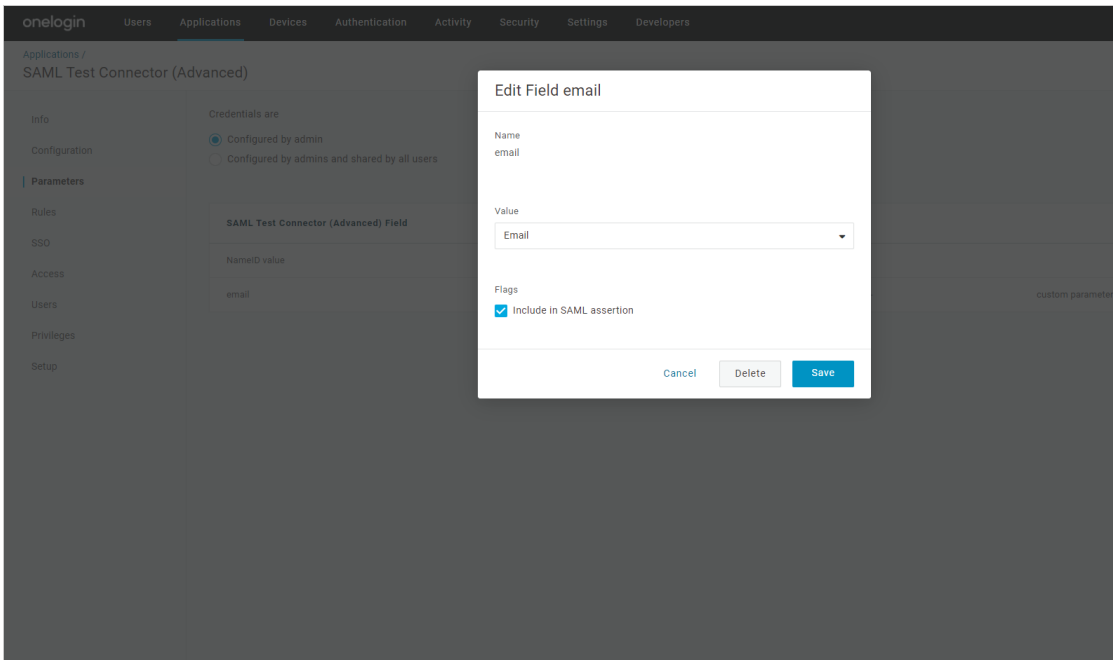 onelogin Users Applications Devices Authentication Activity Security Settings Developers
Applications /
SAML Test Connector (Advanced)
Info
Configuration
Parameters
Rules
SSO
Access
Users
Privileges
Setup
Credentials are
Configured by admin
Configured by admins and shared by all users
SAML Test Connector (Advanced) Field
NameID value
email
custom parameter
Edit Field email
Name
email
Value
Email
Flags
Include in SAML assertion
Cancel Delete Save